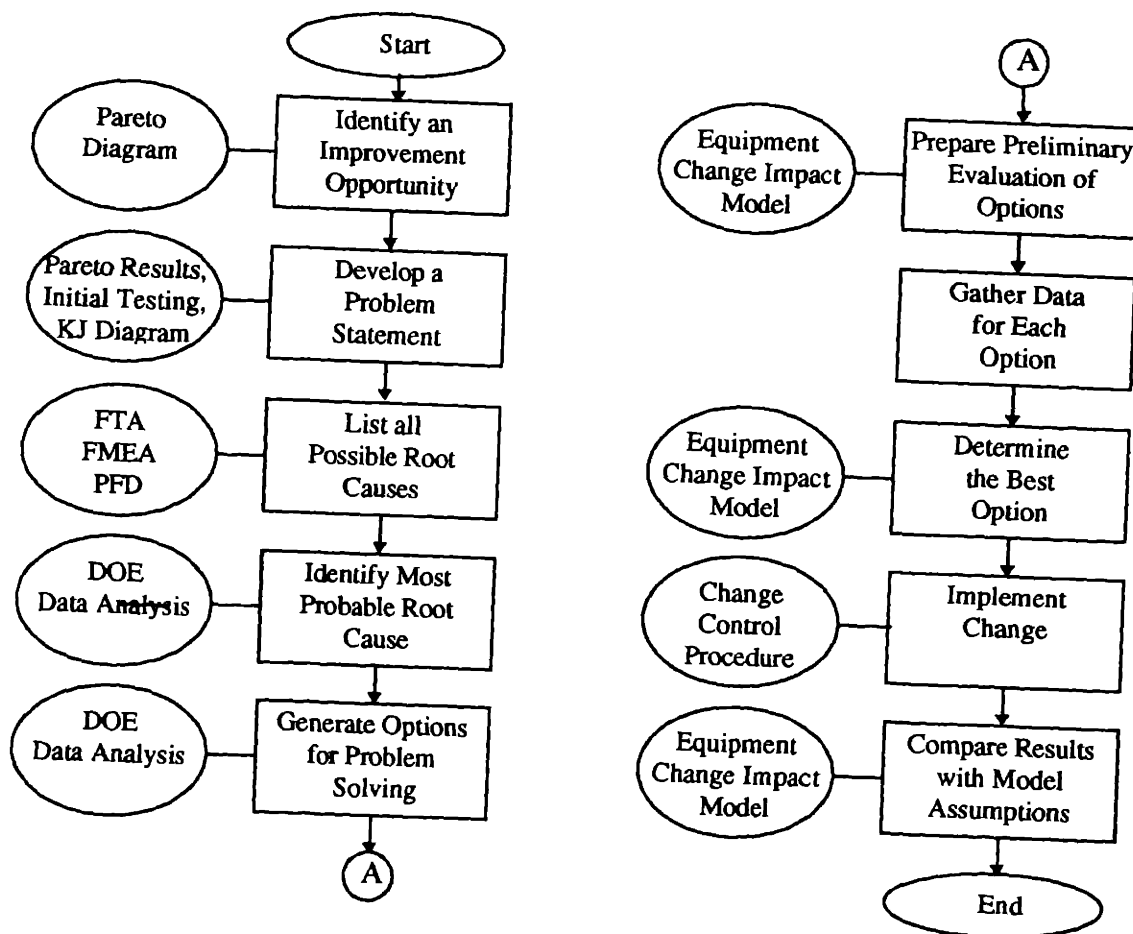 Start
Pareto
Diagram
Identify an
Improvement
Opportunity
Pareto Results,
Initial Testing,
KJ Diagram
Develop a
Problem
Statement
FTA
FMEA
PFD
List all
Possible Root
Causes
DOE
Data Analysis
Identify Most
Probable Root
Cause
DOE
Data Analysis
Generate Options
for Problem
Solving
A
A
Equipment
Change Impact
Model
Prepare Preliminary
Evaluation of
Options
Gather Data
for Each
Option
Equipment
Change Impact
Model
Determine
the Best
Option
Change
Control
Procedure
Implement
Change
Equipment
Change Impact
Model
Compare Results
with Model
Assumptions
End